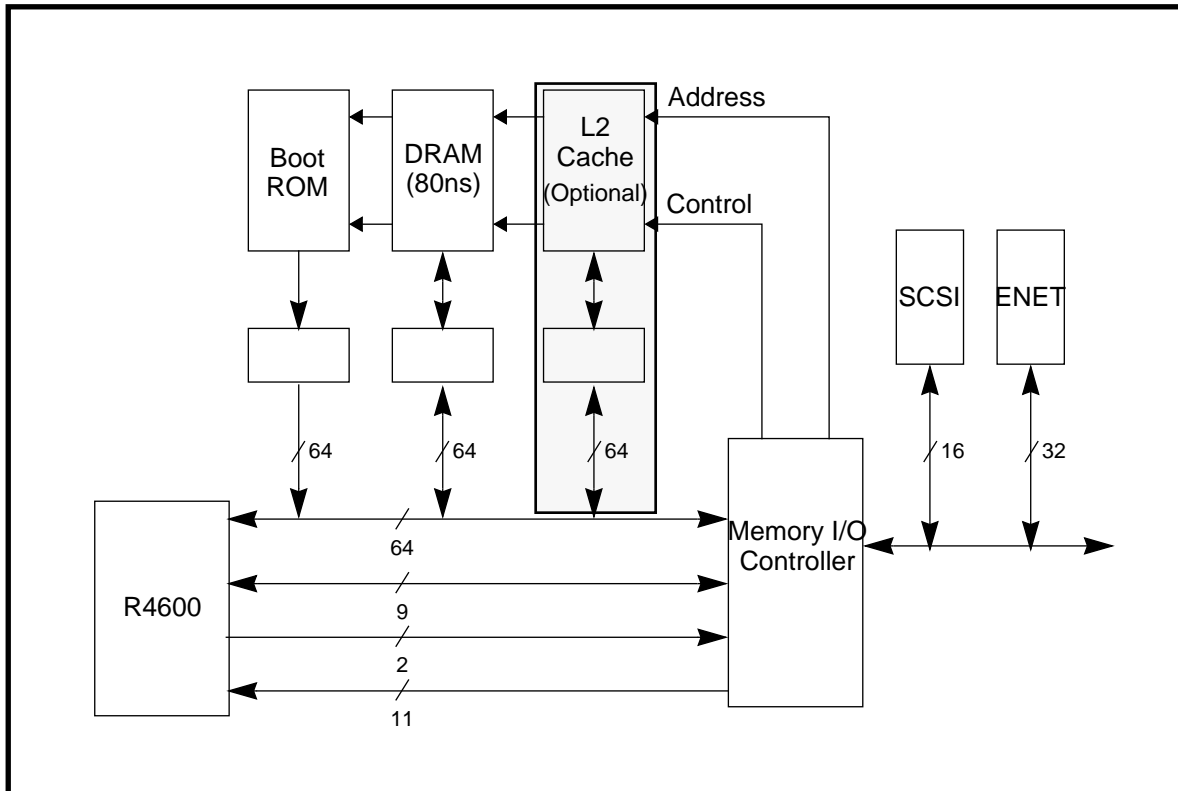 Address
L2
Cache
(Optional)
Boot
ROM
DRAM
(80ns)
Control
SCSI
ENET
64
64
64
16
32
Memory I/O
Controller
64
R4600
9
2
11